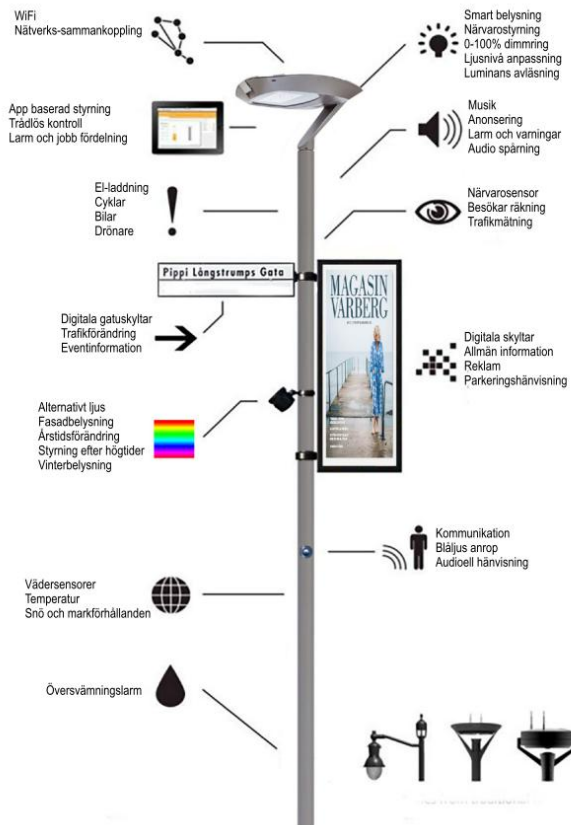 WiFi
Nätverks-sammankoppling
Smart belysning
Närvarostyrning
0-100% dimmring
Ljusnivå anpassning
Luminans avläsning
App baserad styrning
Trådlös kontroll
Larm och jobb fördelning
Musik
Anonsering
Larm och varningar
Audio spårning
El-laddning
Cyklar
Bilar
Drönare
Närvarosensor
Besökar räkning
Trafikmätning
Pippi Långstrumps Gata
MAGASIN
VARBERG
Digitala gatuskyltar
Trafikförändring
Eventinformation
Digitala skyltar
Allmän information
Reklam
Parkeringshänvisning
Alternativt ljus
Fasadbelysning
Årstidsförändring
Styrning efter högtider
Vinterbelysning
Kommunikation
Blåljus anrop
Audioell hänvisning
Vädersensorer
Temperatur
Snö och markförhållanden
Översvämningslarm